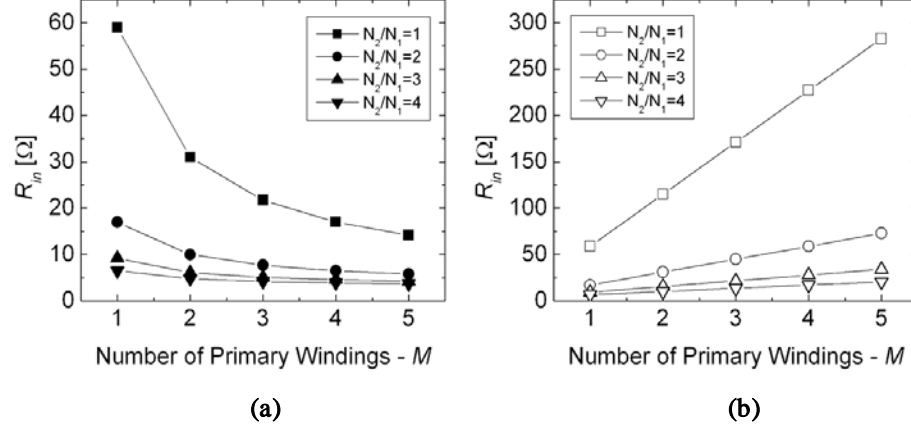 60
50
40
30
20
10
0
R_in [Ω]
N₂/N₁=1
N₂/N₁=2
N₂/N₁=3
N₂/N₁=4
1 2 3 4 5
Number of Primary Windings - M
(a)
300
250
200
150
100
50
0
R_in [Ω]
N₂/N₁=1
N₂/N₁=2
N₂/N₁=3
N₂/N₁=4
1 2 3 4 5
Number of Primary Windings - M
(b)